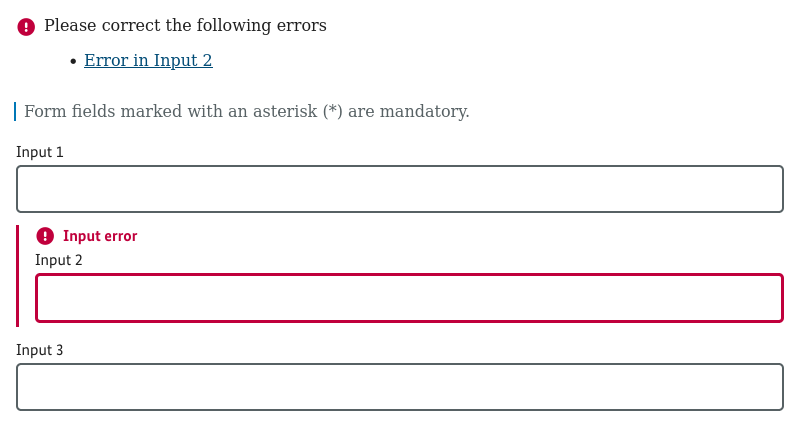 Please correct the following errors
• Error in Input 2
Form fields marked with an asterisk (*) are mandatory.
Input 1
Input error
Input 2
Input 3